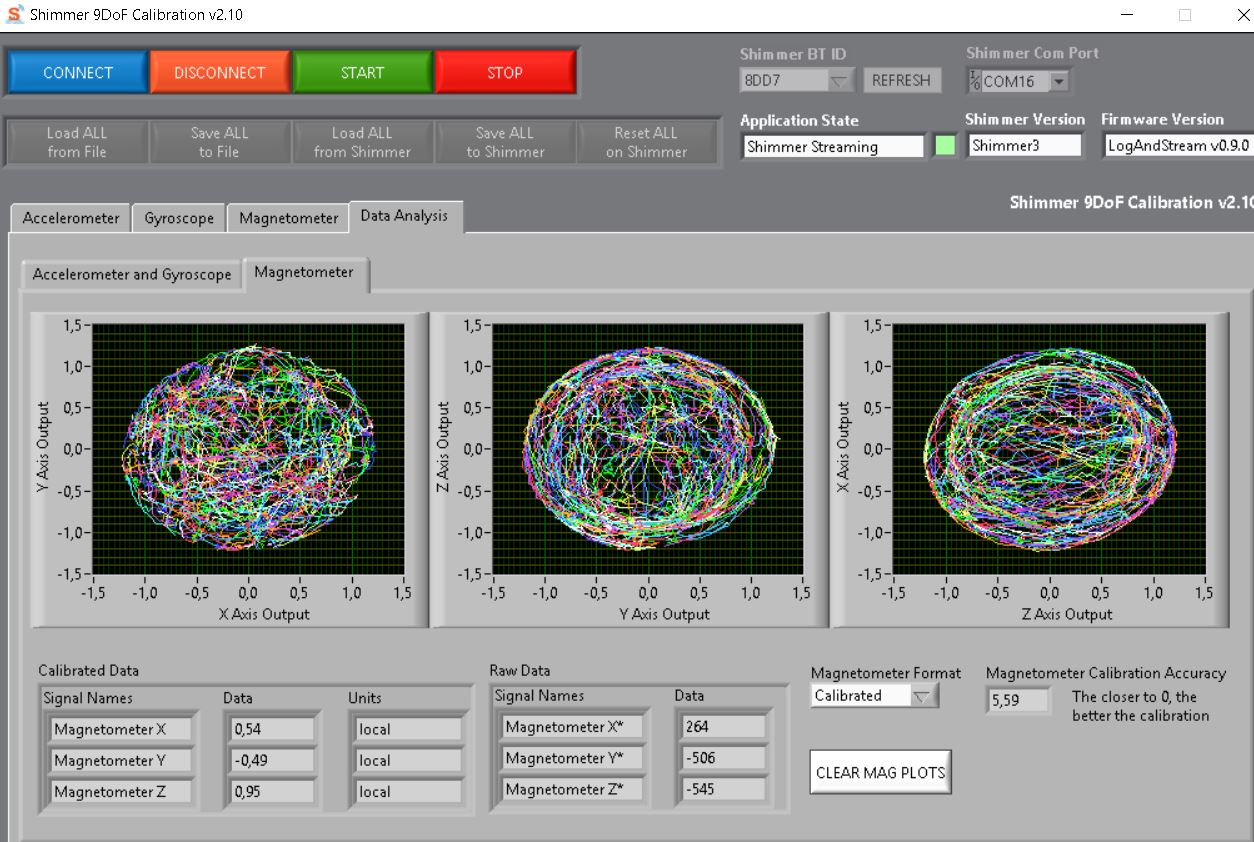 Shimmer 9DoF Calibration v2.10
CONNECT
DISCONNECT
START
STOP
Shimmer BT ID
8DD7
REFRESH
Shimmer Com Port
COM16
Load ALL
from File
Save ALL
to File
Load ALL
from Shimmer
Save ALL
to Shimmer
Reset ALL
on Shimmer
Application State
Shimmer Streaming
Shimmer Version
Shimmer3
Firmware Version
LogAndStream v0.9.0
Shimmer 9DoF Calibration v2.10
Accelerometer
Gyroscope
Magnetometer
Data Analysis
Accelerometer and Gyroscope
Magnetometer
1,5
1,0
0,5
0,0
-0,5
-1,0
-1,5
Y Axis Output
-1,5 -1,0 -0,5 0,0 0,5 1,0 1,5
X Axis Output
1,5
1,0
0,5
0,0
-0,5
-1,0
-1,5
Z Axis Output
-1,5 -1,0 -0,5 0,0 0,5 1,0 1,5
Y Axis Output
1,5
1,0
0,5
0,0
-0,5
-1,0
-1,5
X Axis Output
-1,5 -1,0 -0,5 0,0 0,5 1,0 1,5
Z Axis Output
Calibrated Data
Signal Names Data Units
Magnetometer X 0,54 local
Magnetometer Y -0,49 local
Magnetometer Z 0,95 local
Raw Data
Signal Names Data
Magnetometer X* 264
Magnetometer Y* -506
Magnetometer Z* -545
Magnetometer Format
Calibrated
CLEAR MAG PLOTS
Magnetometer Calibration Accuracy
5,59
The closer to 0, the
better the calibration